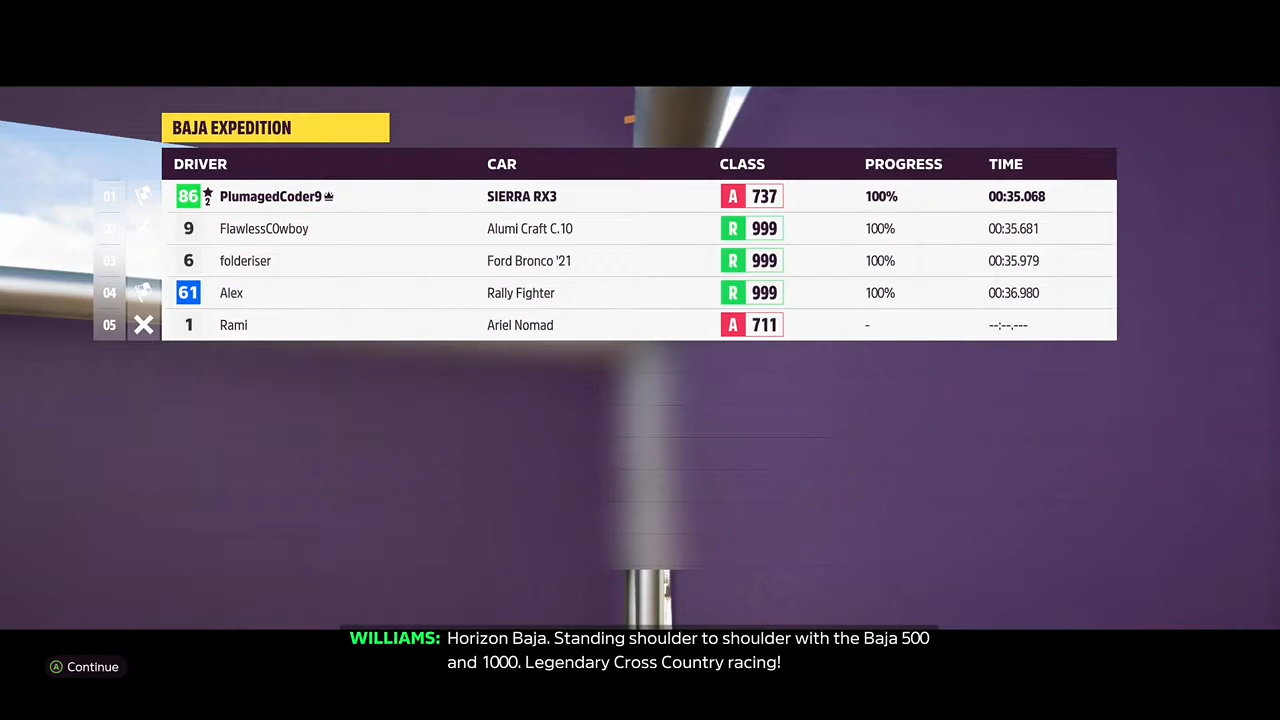 BAJA EXPEDITION
DRIVER CAR CLASS PROGRESS TIME
01 86 2 PlumagedCoder9 SIERRA RX3 A 737 100% 00:35.068
9 FlawlessC0wboy Alumi Craft C.10 R 999 100% 00:35.681
03 6 folderiser Ford Bronco '21 R 999 100% 00:35.979
04 61 Alex Rally Fighter R 999 100% 00:36.980
05 1 Rami Ariel Nomad A 711 - --:--.---
WILLIAMS: Horizon Baja. Standing shoulder to shoulder with the Baja 500
and 1000. Legendary Cross Country racing!
A Continue